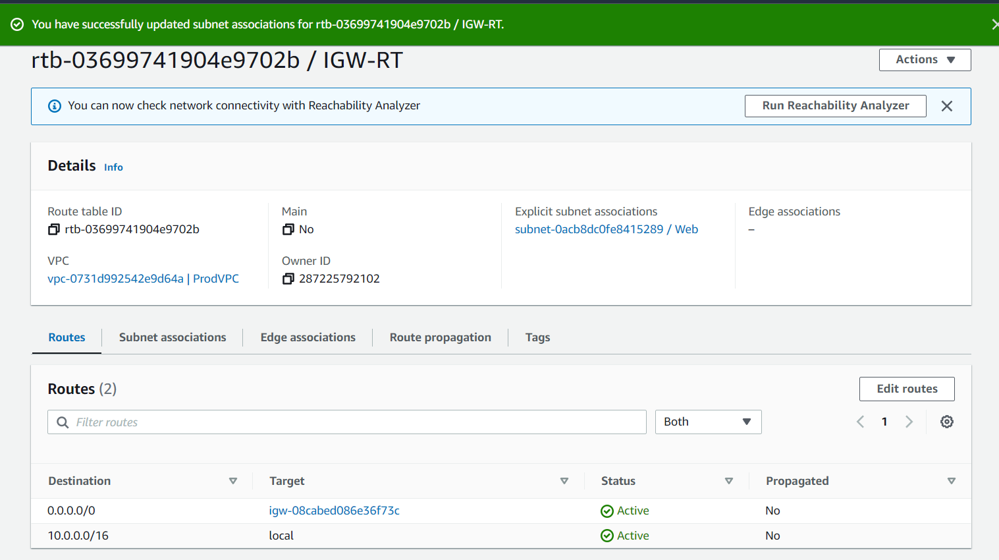 You have successfully updated subnet associations for rtb-03699741904e9702b / IGW-RT.
rtb-03699741904e9702b / IGW-RT
Actions
You can now check network connectivity with Reachability Analyzer
Run Reachability Analyzer
Details Info
Route table ID
rtb-03699741904e9702b
Main
No
Explicit subnet associations
subnet-0acb8dc0fe8415289 / Web
Edge associations
–
VPC
vpc-0731d992542e9d64a | ProdVPC
Owner ID
287225792102
Routes
Subnet associations
Edge associations
Route propagation
Tags
Routes (2)
Edit routes
Filter routes
Both
1
Destination Target Status Propagated
0.0.0.0/0 igw-08cabed086e36f73c Active No
10.0.0.0/16 local Active No